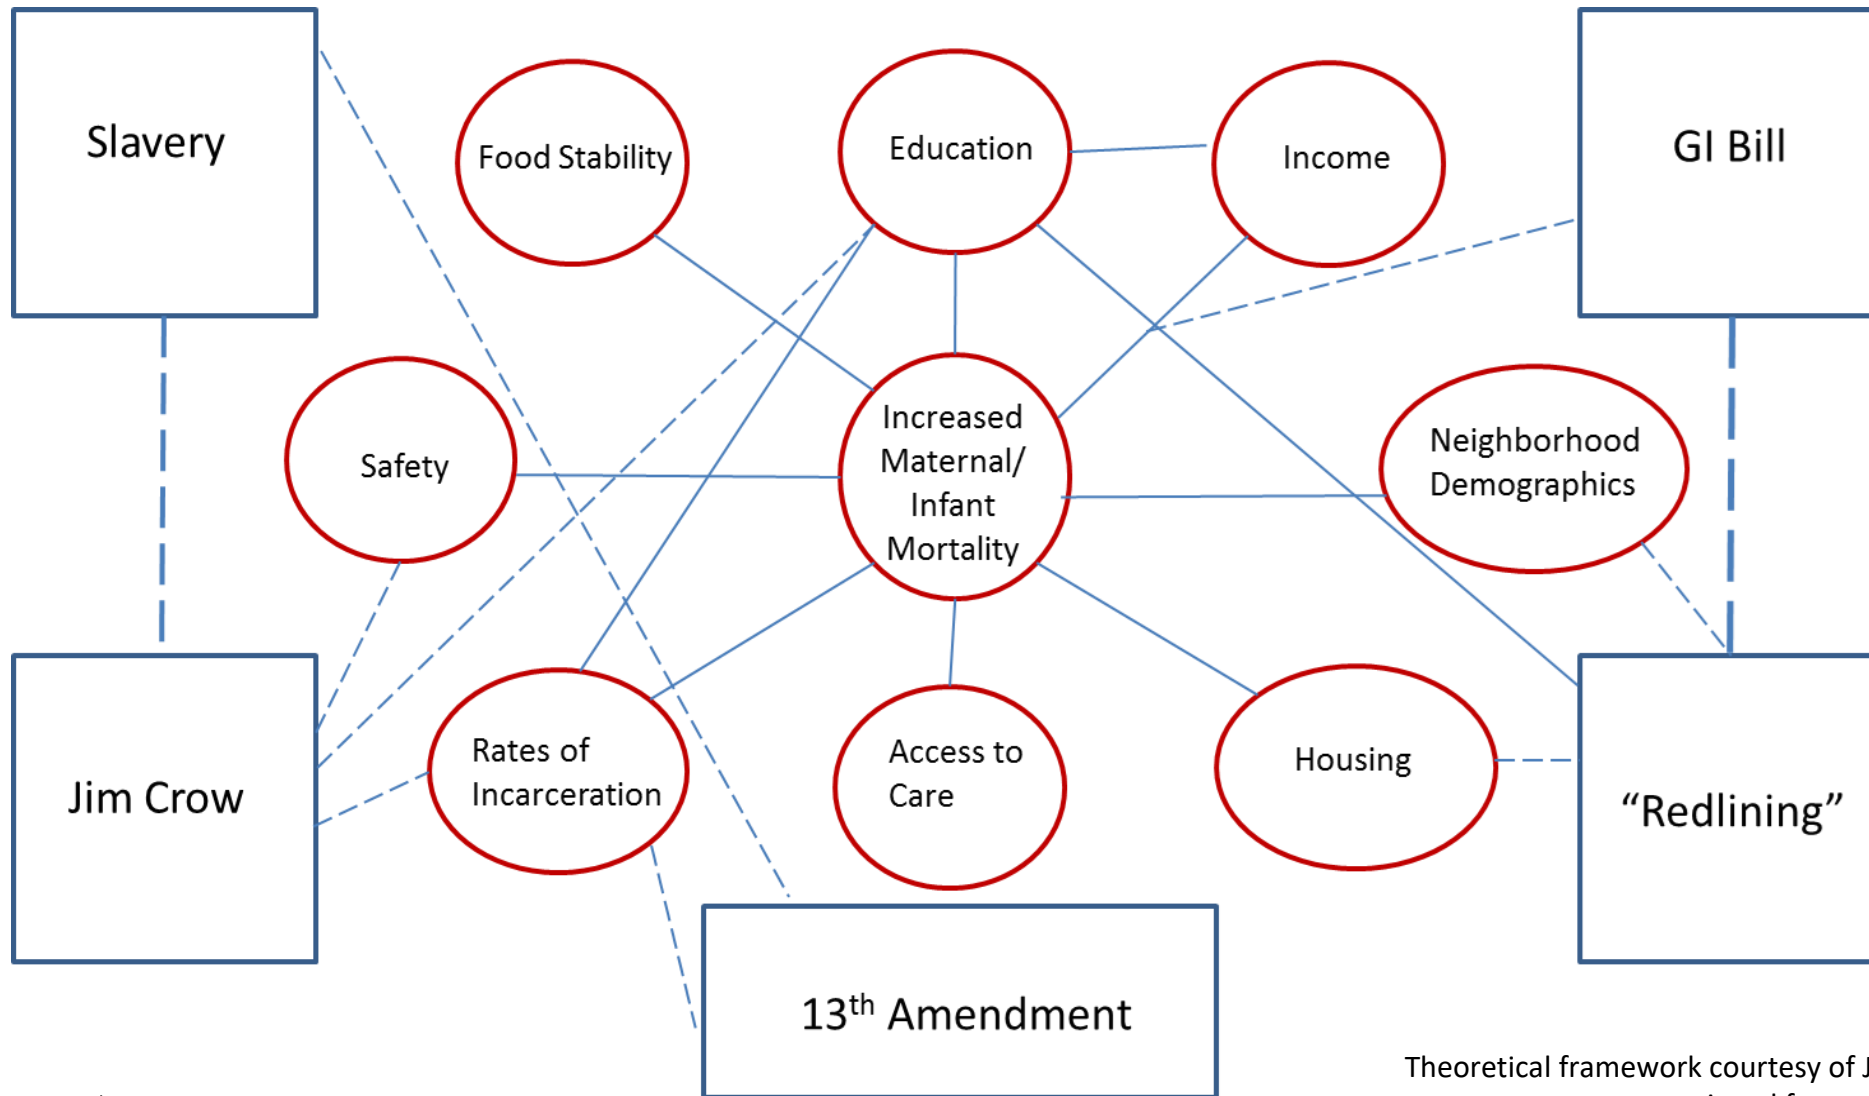 Slavery
Food Stability
Education
Income
GI Bill
Safety
Increased
Maternal/
Infant
Mortality
Neighborhood
Demographics
Jim Crow
Rates of
Incarceration
Access to
Care
Housing
“Redlining”
13th Amendment
Theoretical framework courtesy of J